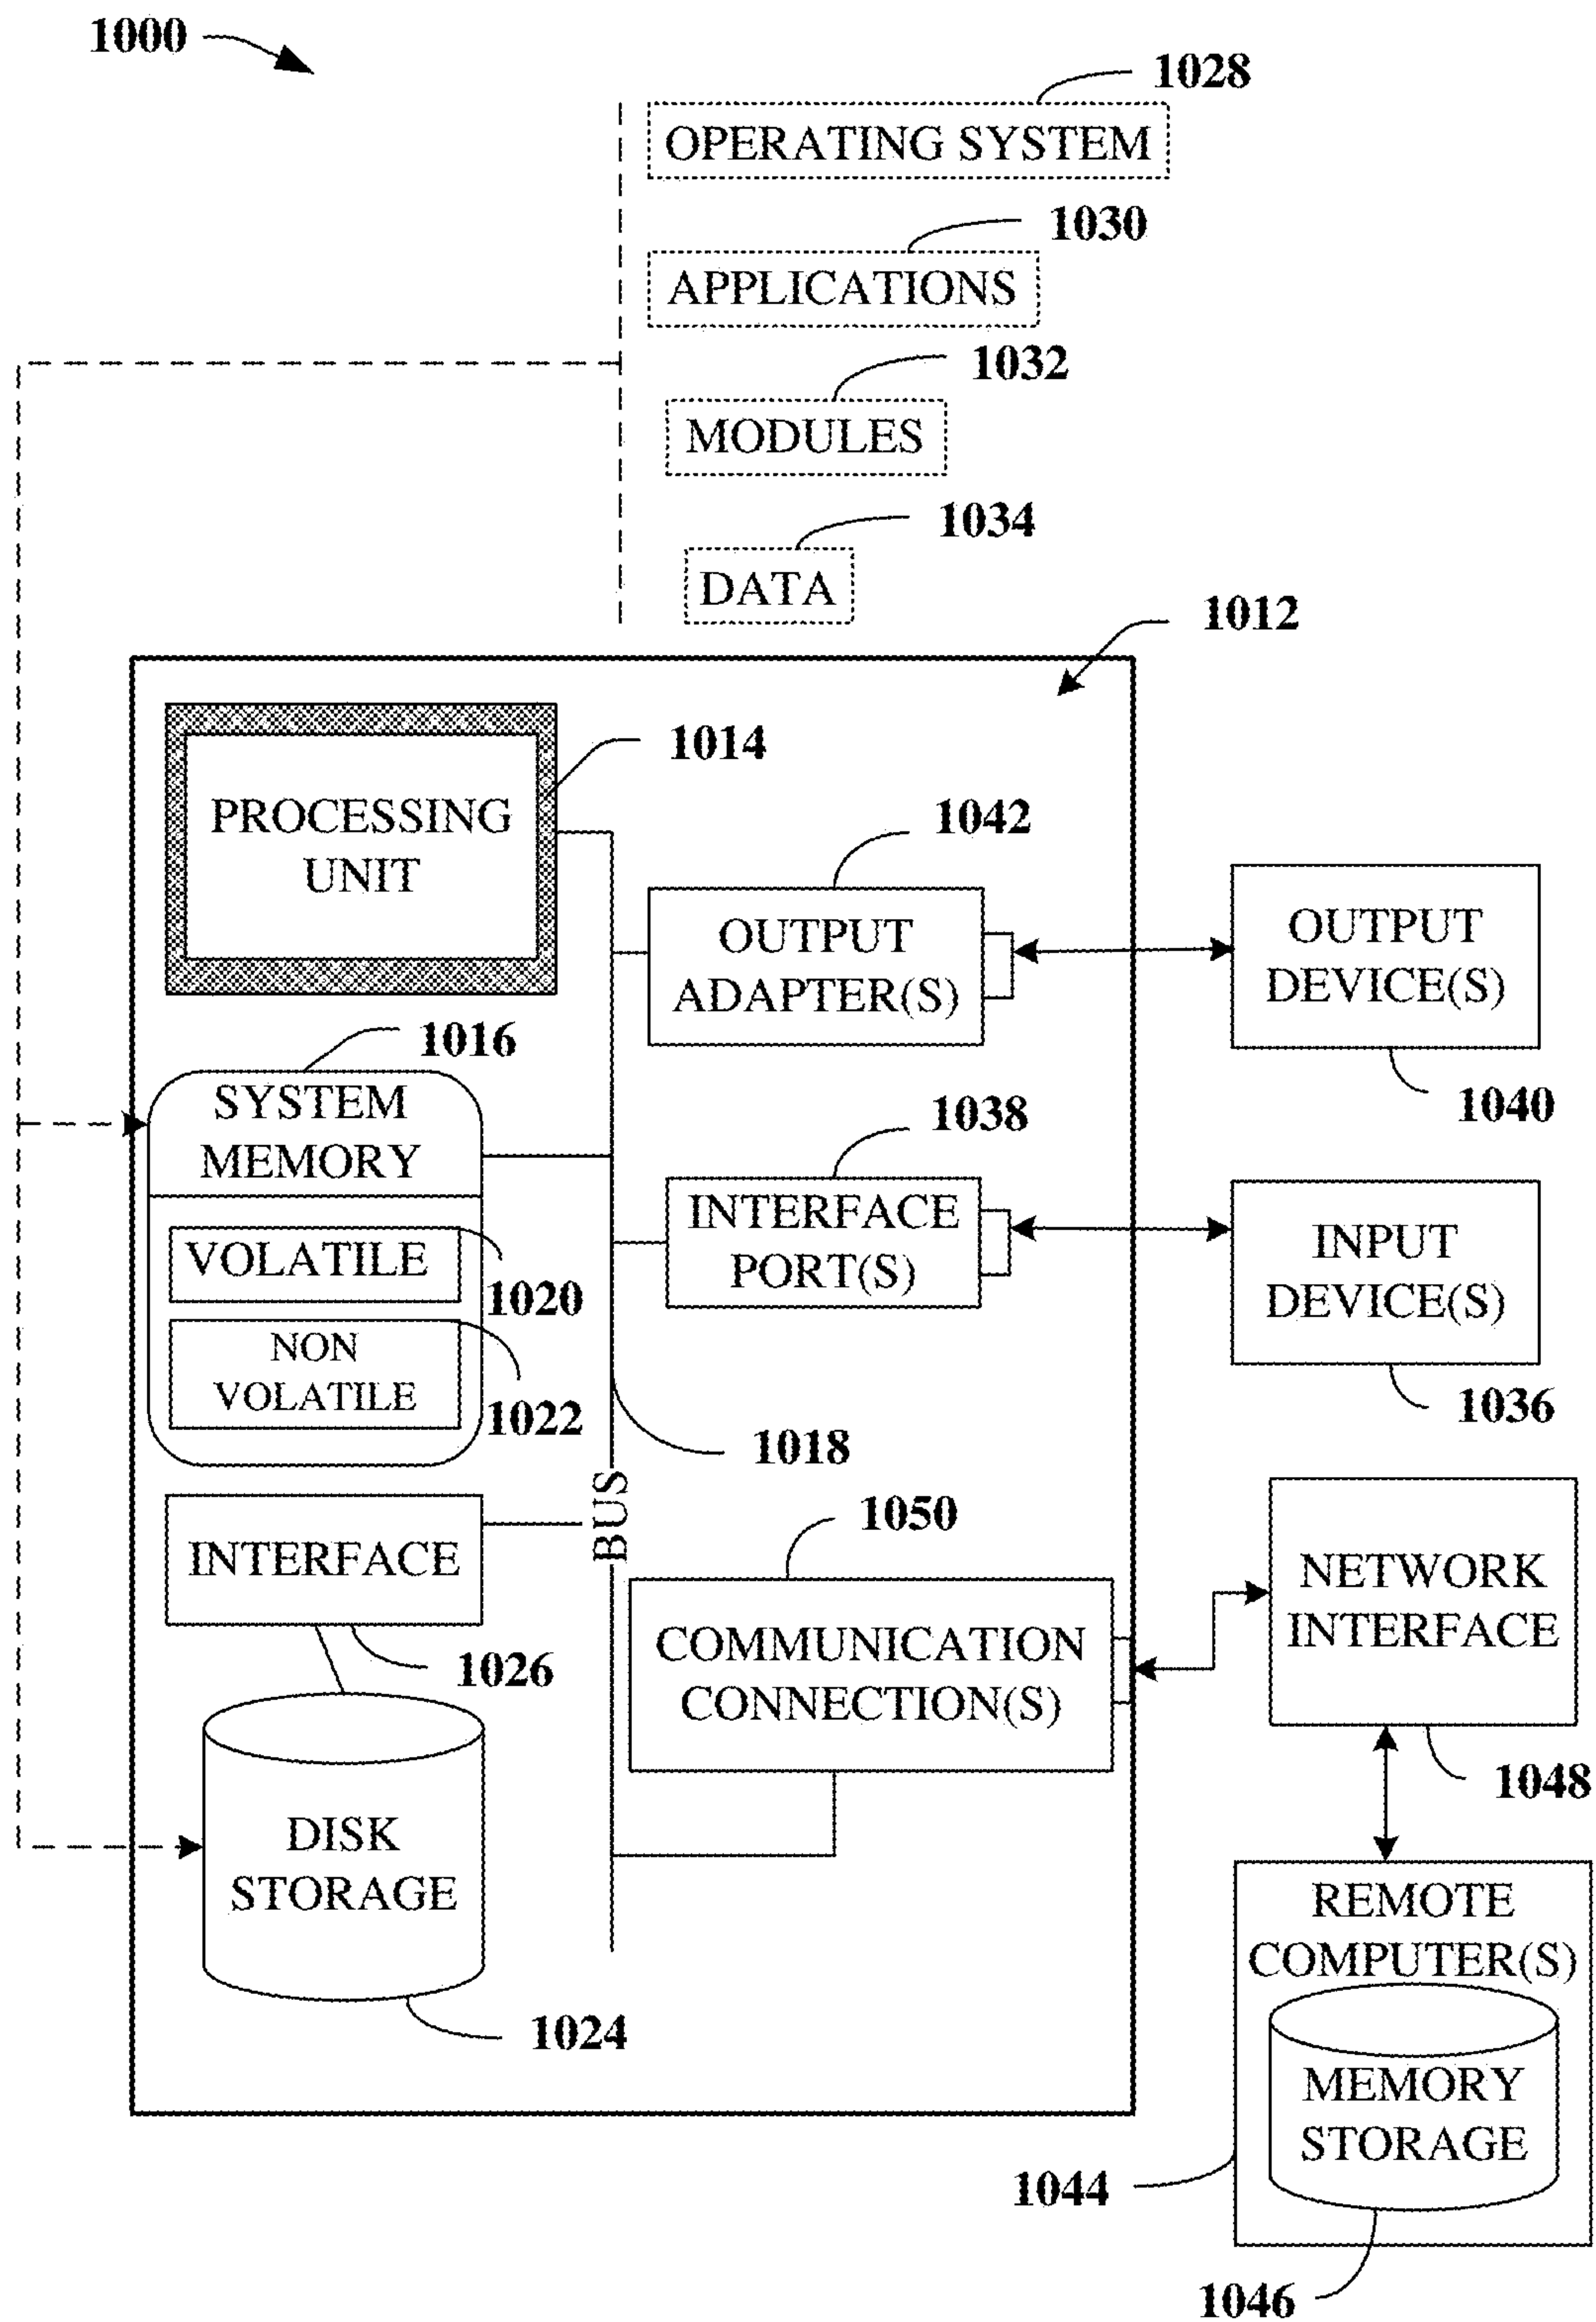 1000
1028
OPERATING SYSTEM
1030
APPLICATIONS
1032
MODULES
1034
DATA
1012
1014
PROCESSING
UNIT
1042
OUTPUT
ADAPTER(S)
OUTPUT
DEVICE(S)
1040
1016
SYSTEM
MEMORY
VOLATILE
1020
NON
VOLATILE
1022
1038
INTERFACE
PORT(S)
INPUT
DEVICE(S)
1036
1018
BUS
INTERFACE
1026
1050
COMMUNICATION
CONNECTION(S)
NETWORK
INTERFACE
1048
DISK
STORAGE
1024
REMOTE
COMPUTER(S)
MEMORY
STORAGE
1044
1046